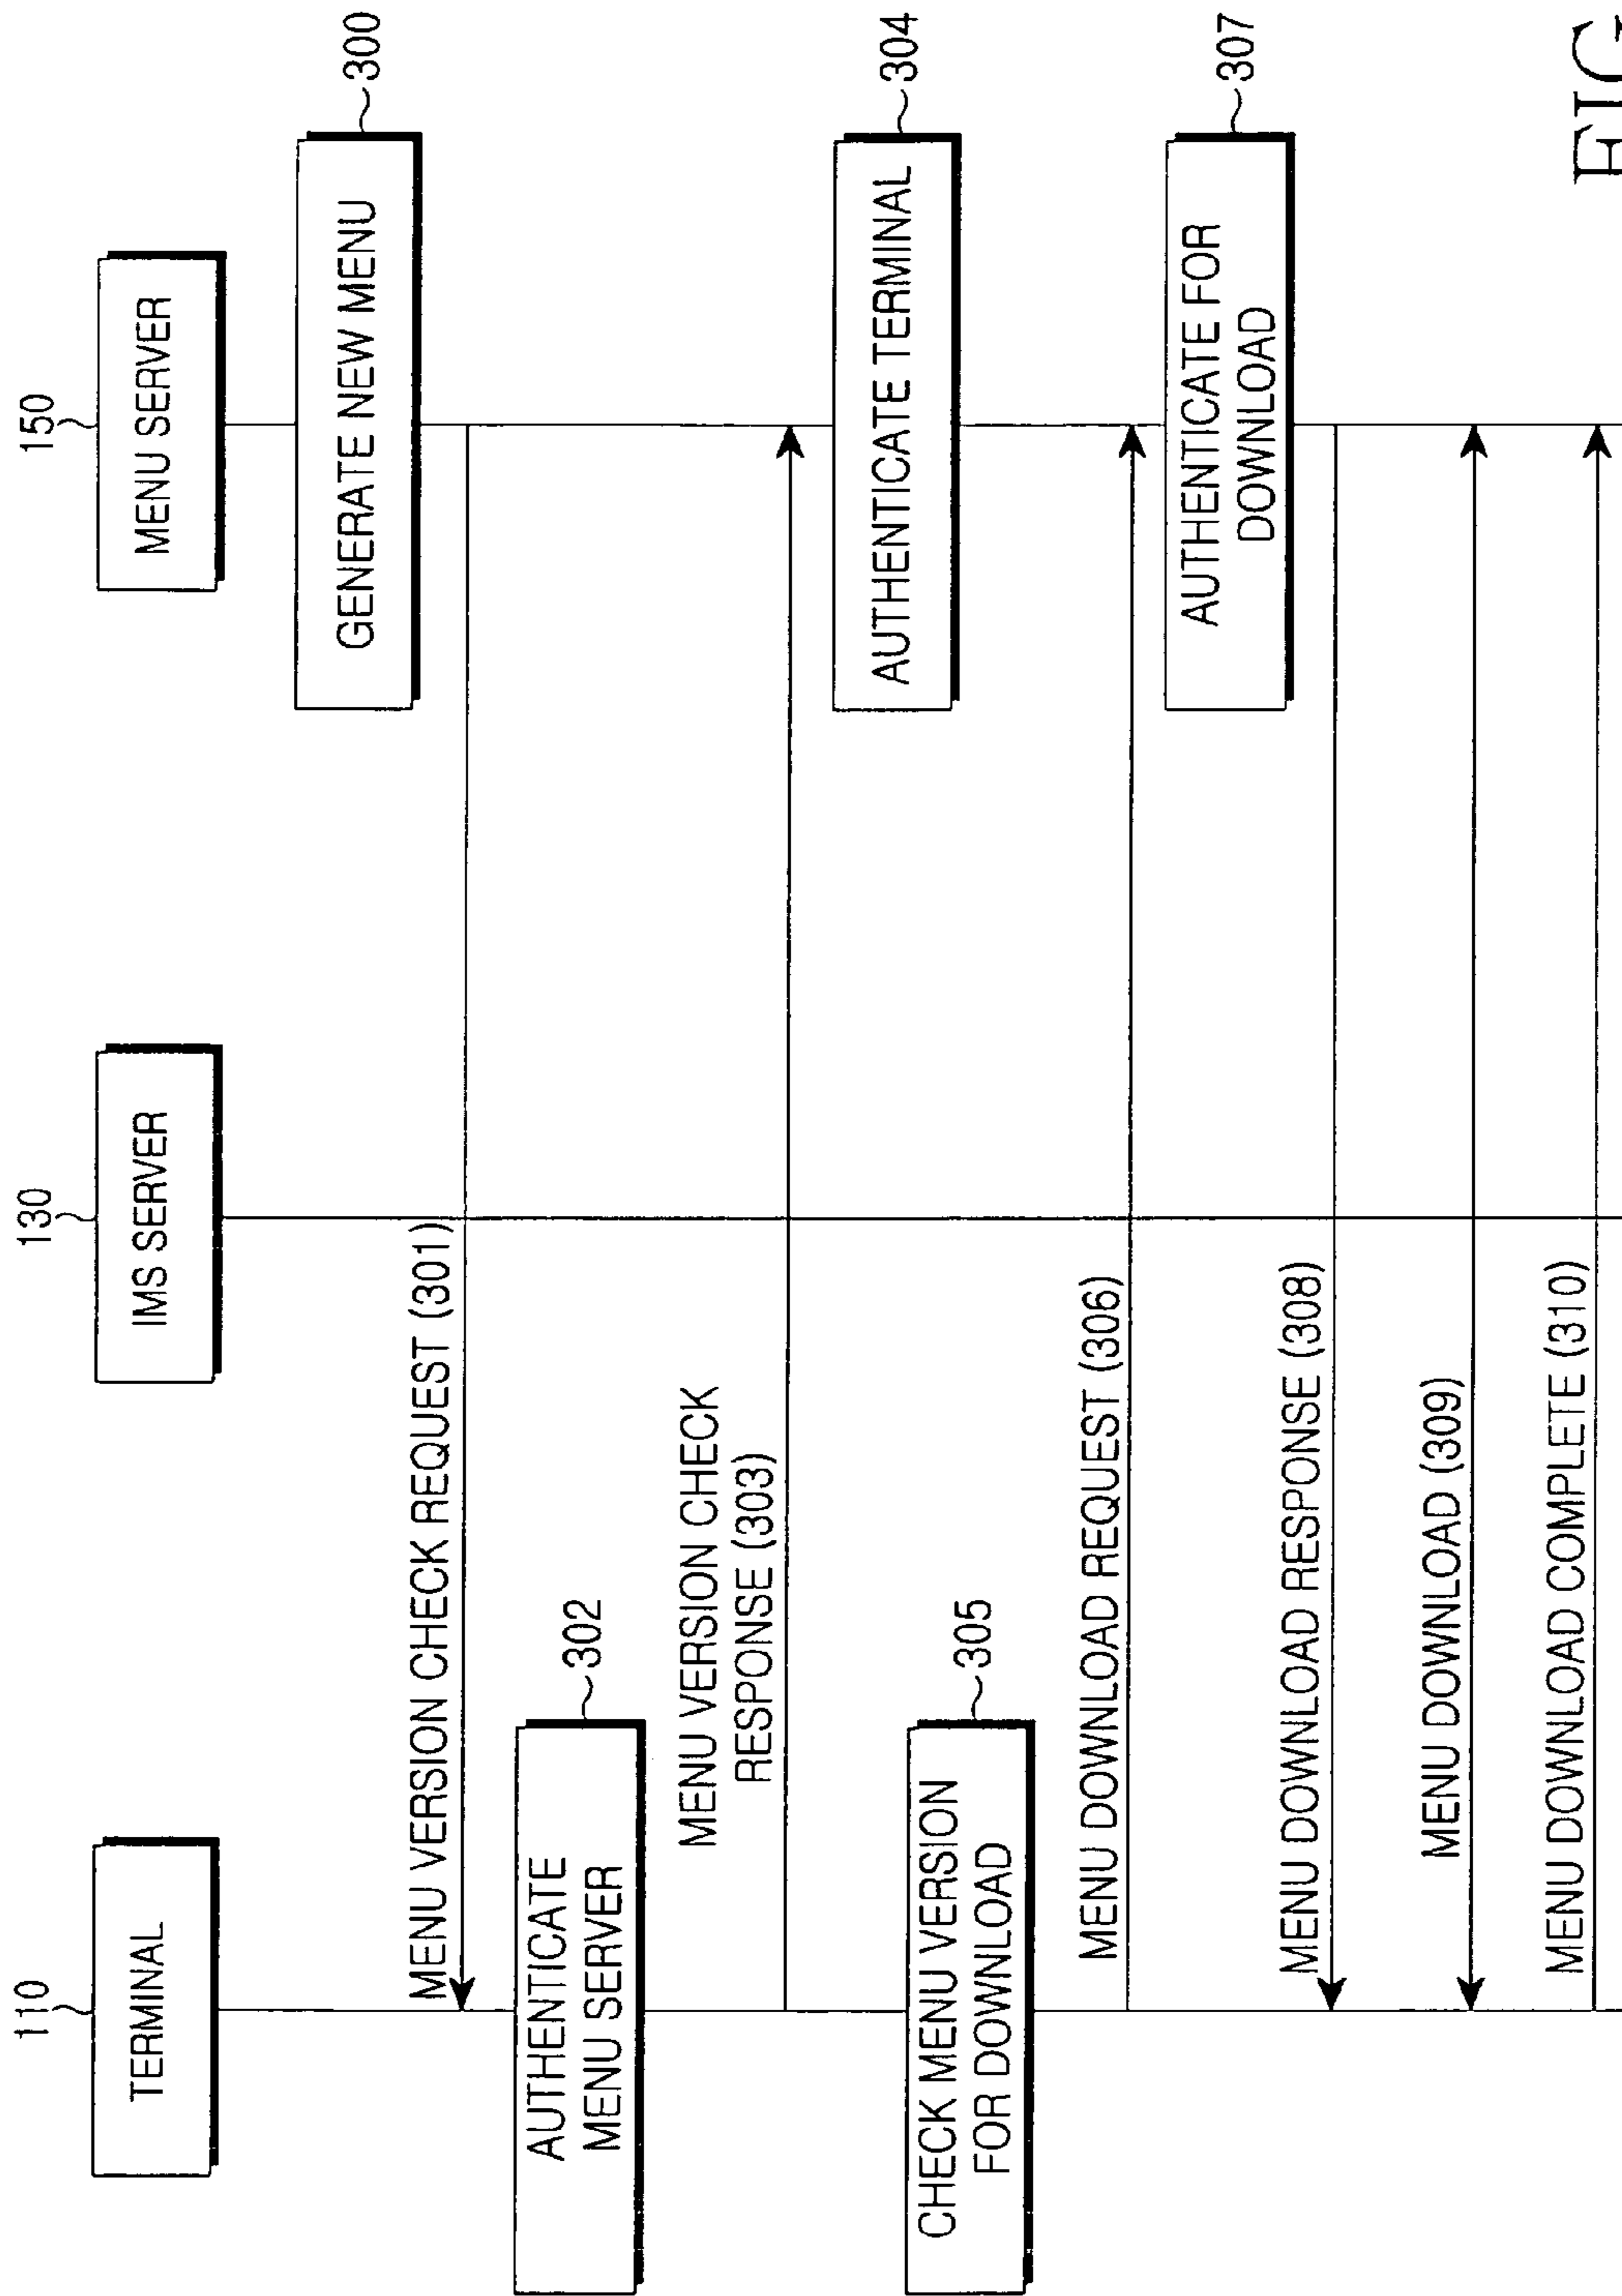 110
TERMINAL
130
IMS SERVER
150
MENU SERVER
GENERATE NEW MENU
300
MENU VERSION CHECK REQUEST (301)
AUTHENTICATE
MENU SERVER
302
MENU VERSION CHECK
RESPONSE (303)
AUTHENTICATE TERMINAL
304
CHECK MENU VERSION
FOR DOWNLOAD
305
MENU DOWNLOAD REQUEST (306)
AUTHENTICATE FOR
DOWNLOAD
307
MENU DOWNLOAD RESPONSE (308)
MENU DOWNLOAD (309)
MENU DOWNLOAD COMPLETE (310)
FIG